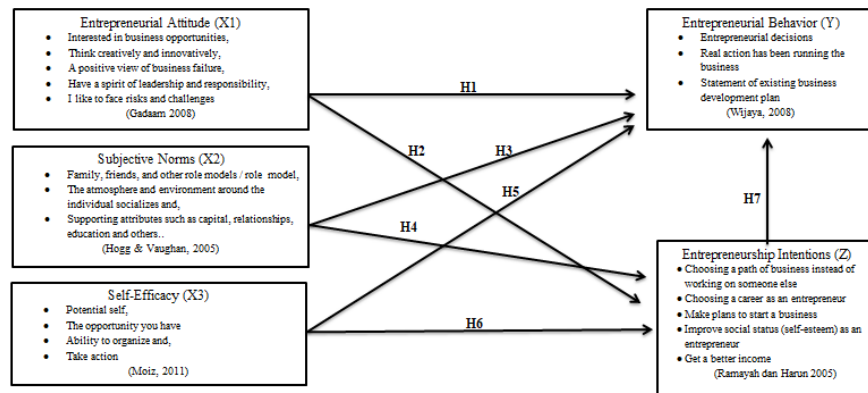 Entrepreneurial Attitude (X1)
• Interested in business opportunities,
• Think creatively and innovatively,
• A positive view of business failure,
• Have a spirit of leadership and responsibility,
• I like to face risks and challenges
(Gadaam 2008)
Subjective Norms (X2)
• Family, friends, and other role models / role model,
• The atmosphere and environment around the
individual socializes and,
• Supporting attributes such as capital, relationships,
education and others..
(Hogg & Vaughan, 2005)
Self-Efficacy (X3)
• Potential self,
• The opportunity you have
• Ability to organize and,
• Take action
(Moiz, 2011)
H1
H2
H3
H5
H4
H6
Entrepreneurial Behavior (Y)
• Entrepreneurial decisions
• Real action has been running the
business
• Statement of existing business
development plan
(Wijaya, 2008)
H7
Entrepreneurship Intentions (Z)
• Choosing a path of business instead of
working on someone else
• Choosing a career as an entrepreneur
• Make plans to start a business
• Improve social status (self-esteem) as an
entrepreneur
• Get a better income
(Ramayah dan Harun 2005)